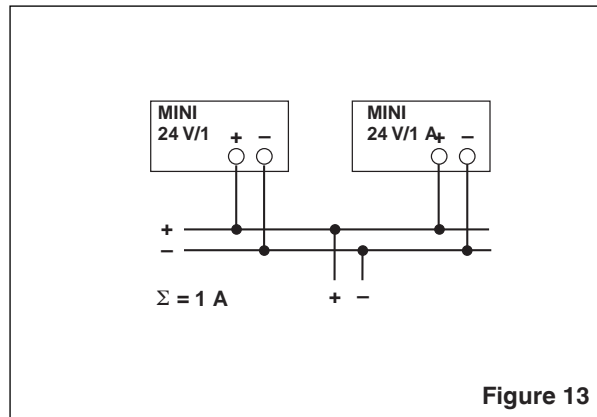 MINI
24 V/1
+ −
MINI
24 V/1 A
+ −
+
−
Σ = 1 A
+ −
Figure 13